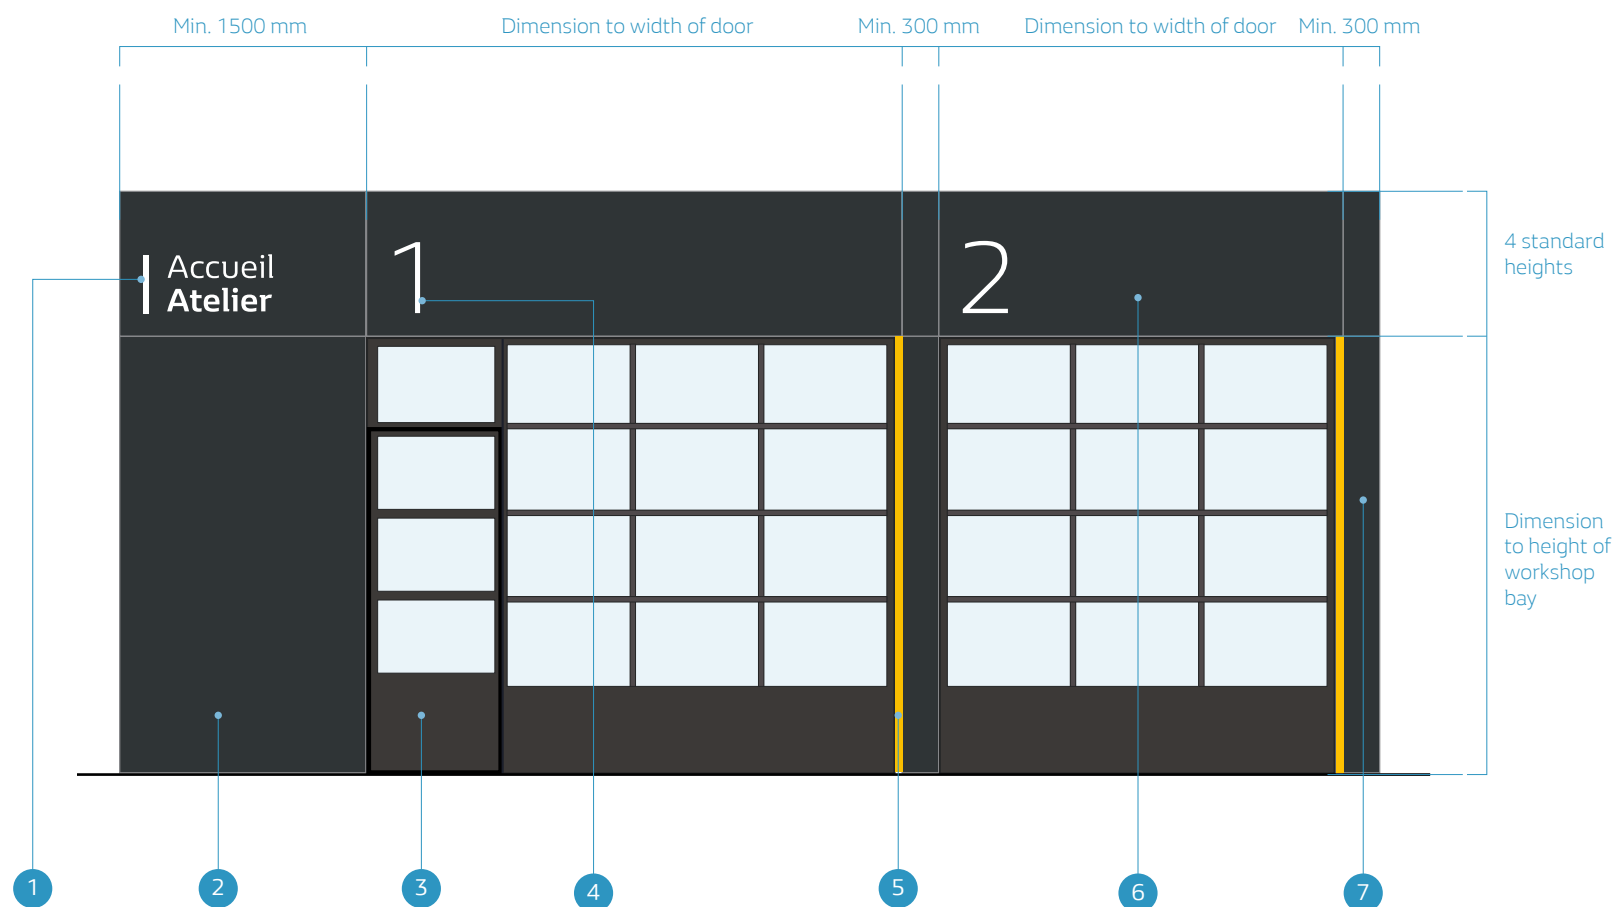 Min. 1500 mm
Dimension to width of door
Min. 300 mm
Dimension to width of door
Min. 300 mm
Accueil
Atelier
1
2
4 standard
heights
Dimension
to height of
workshop
bay
1
2
3
4
5
6
7